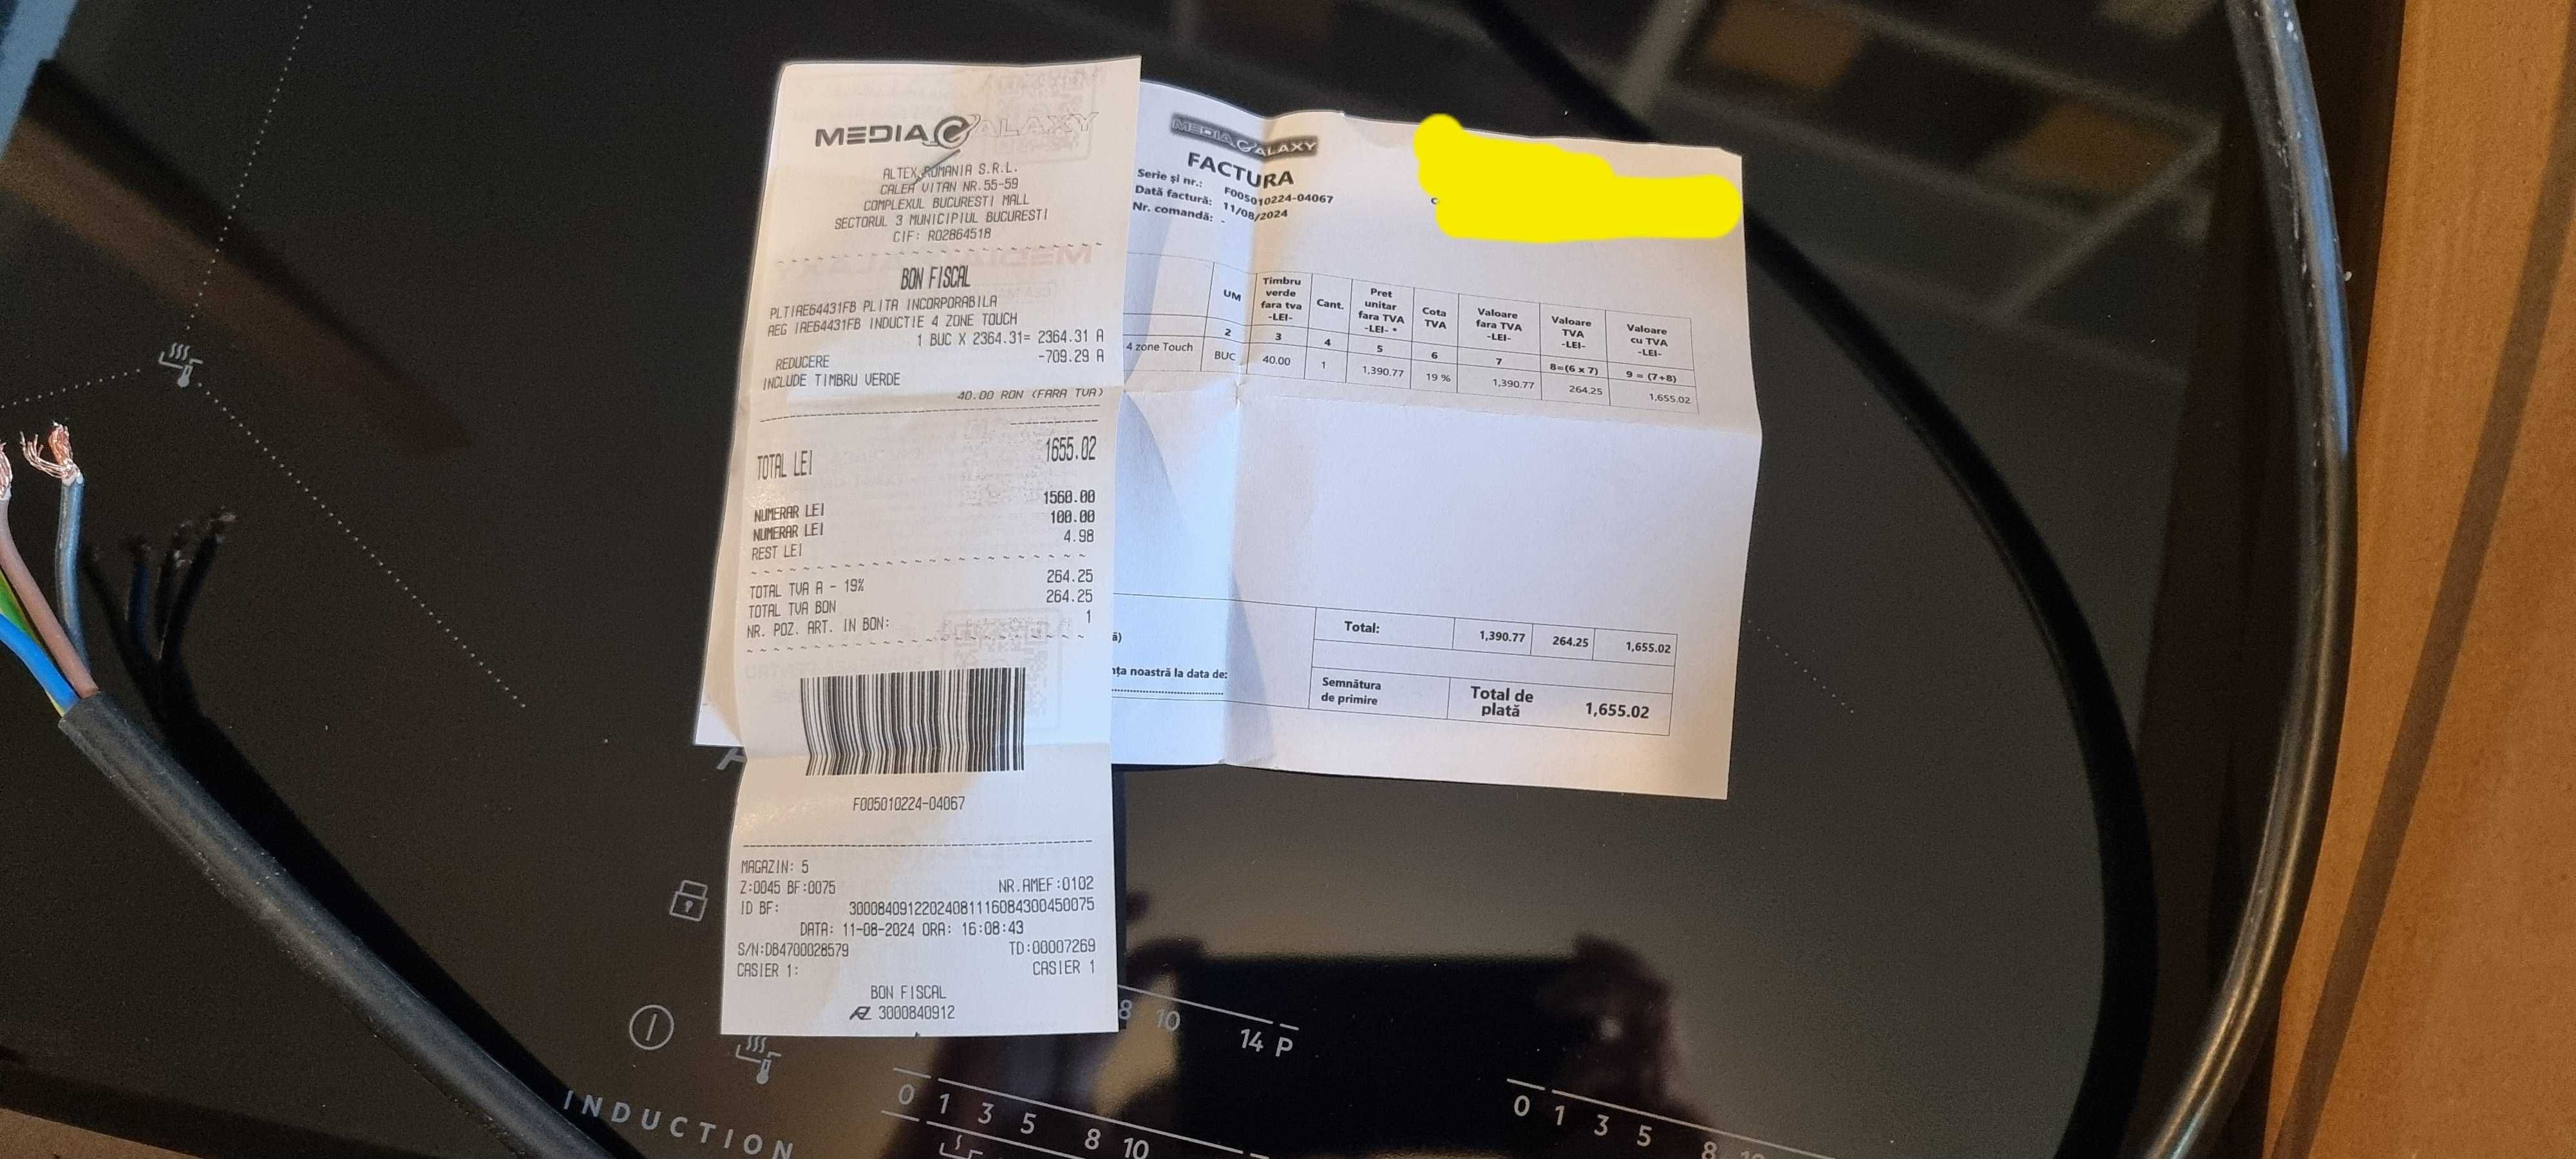 MEDIA GALAXY
ALTEX ROMANIA S.R.L.
CALEA VITAN NR.55-59
COMPLEXUL BUCURESTI MALL
SECTORUL 3 MUNICIPIUL BUCURESTI
CIF: RO2864518
BON FISCAL
PLTIAE64431FB PLITA INCORPORABILA
AEG IAE64431FB INDUCTIE 4 ZONE TOUCH
1 BUC X 2364.31= 2364.31 A
REDUCERE -709.29 A
INCLUDE TIMBRU VERDE
40.00 RON (FARA TVA)
TOTAL LEI 1655.02
NUMERAR LEI 1560.00
NUMERAR LEI 100.00
REST LEI 4.98
TOTAL TVA A - 19% 264.25
TOTAL TVA BON 264.25
NR. POZ. ART. IN BON: 1
F005010224-04067
MAGAZIN: 5
Z:0045 BF:0075 NR.AMEF:0102
ID BF: 30008409122024081116084300450075
DATA: 11-08-2024 ORA: 16:08:43
S/N:DB4700028579 TD:00007269
CASIER 1: CASIER 1
BON FISCAL
3000840912
MEDIA GALAXY
FACTURA
Serie și nr.: F005010224-04067
Dată factură: 11/08/2024
Nr. comandă: -
UM Timbru verde fara tva -LEI- Cant. Pret unitar fara TVA -LEI- * Cota TVA Valoare fara TVA -LEI- Valoare TVA -LEI- Valoare cu TVA -LEI-
2 3 4 5 6 7 8=(6 x 7) 9 = (7+8)
4 zone Touch BUC 40.00 1 1,390.77 19 % 1,390.77 264.25 1,655.02
Total: 1,390.77 264.25 1,655.02
ă)
nța noastră la data de:
Semnătura de primire Total de plată 1,655.02
8 10 14 P
INDUCTION
0 1 3 5 8 10
0 1 3 5 8 10